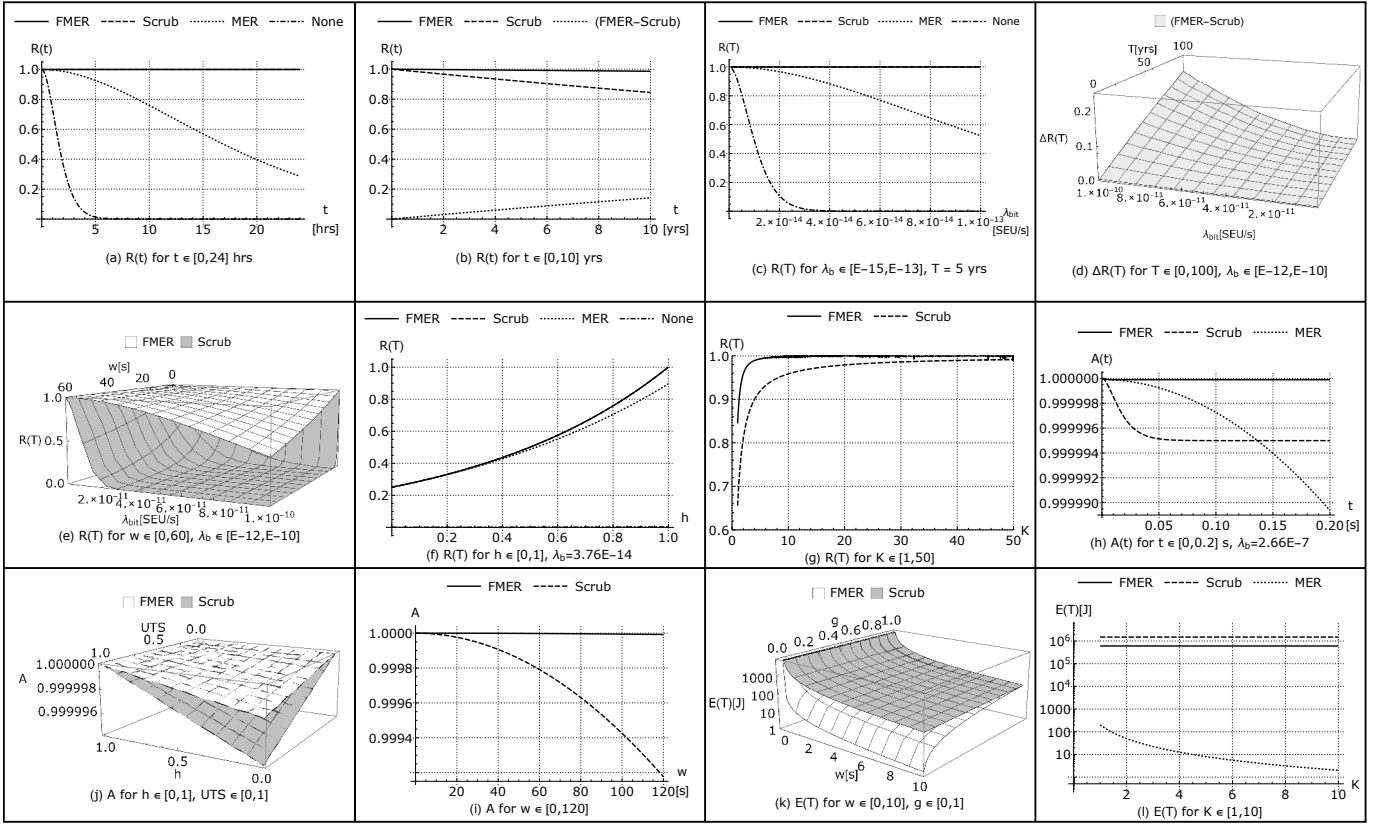 FMER Scrub MER None
R(t)
1.0
0.8
0.6
0.4
0.2
5 10 15 20
t
[hrs]
(a) R(t) for t ∈ [0,24] hrs
FMER Scrub (FMER-Scrub)
R(t)
1.0
0.8
0.6
0.4
0.2
2 4 6 8 10
t
[yrs]
(b) R(t) for t ∈ [0,10] yrs
FMER Scrub MER None
R(T)
1.0
0.8
0.6
0.4
0.2
2.×10⁻¹⁴ 4.×10⁻¹⁴ 6.×10⁻¹⁴ 8.×10⁻¹⁴ 1.×10⁻¹³
λbit
[SEU/s]
(c) R(T) for λb ∈ [E-15,E-13], T = 5 yrs
(FMER-Scrub)
T[yrs] 100
50
0
0.2
0.1
0.0
ΔR(T)
1.×10⁻¹⁰ 8.×10⁻¹¹ 6.×10⁻¹¹ 4.×10⁻¹¹ 2.×10⁻¹¹
λbit[SEU/s]
(d) ΔR(T) for T ∈ [0,100], λb ∈ [E-12,E-10]
FMER Scrub
w[s]
60 40 20 0
1.0
R(T) 0.5
0.0
2.×10⁻¹¹ 4.×10⁻¹¹ 6.×10⁻¹¹ 8.×10⁻¹¹ 1.×10⁻¹⁰
λbit[SEU/s]
(e) R(T) for w ∈ [0,60], λb ∈ [E-12,E-10]
FMER Scrub MER None
R(T)
1.0
0.8
0.6
0.4
0.2
0.2 0.4 0.6 0.8 1.0
h
(f) R(T) for h ∈ [0,1], λb=3.76E-14
FMER Scrub
R(T)
1.0
0.9
0.8
0.7
0.6
0 10 20 30 40 50
K
(g) R(T) for K ∈ [1,50]
FMER Scrub MER
A(t)
1.000000
0.999998
0.999996
0.999994
0.999992
0.999990
0.05 0.10 0.15 0.20 [s]
t
(h) A(t) for t ∈ [0,0.2] s, λb=2.66E-7
FMER Scrub
UTS 0.0
0.5
1.0
A
1.000000
0.999998
0.999996
1.0 0.5 0.0
h
(j) A for h ∈ [0,1], UTS ∈ [0,1]
FMER Scrub
A
1.0000
0.9998
0.9996
0.9994
20 40 60 80 100 120
w
[s]
(i) A for w ∈ [0,120]
FMER Scrub
g
0.0 0.2 0.4 0.6 0.8 1.0
1000
100
E(T)[J] 10
1
0 2 4 6 8 10
w[s]
(k) E(T) for w ∈ [0,10], g ∈ [0,1]
FMER Scrub MER
E(T)[J]
10⁶
10⁵
10⁴
1000
100
10
2 4 6 8 10
K
(l) E(T) for K ∈ [1,10]